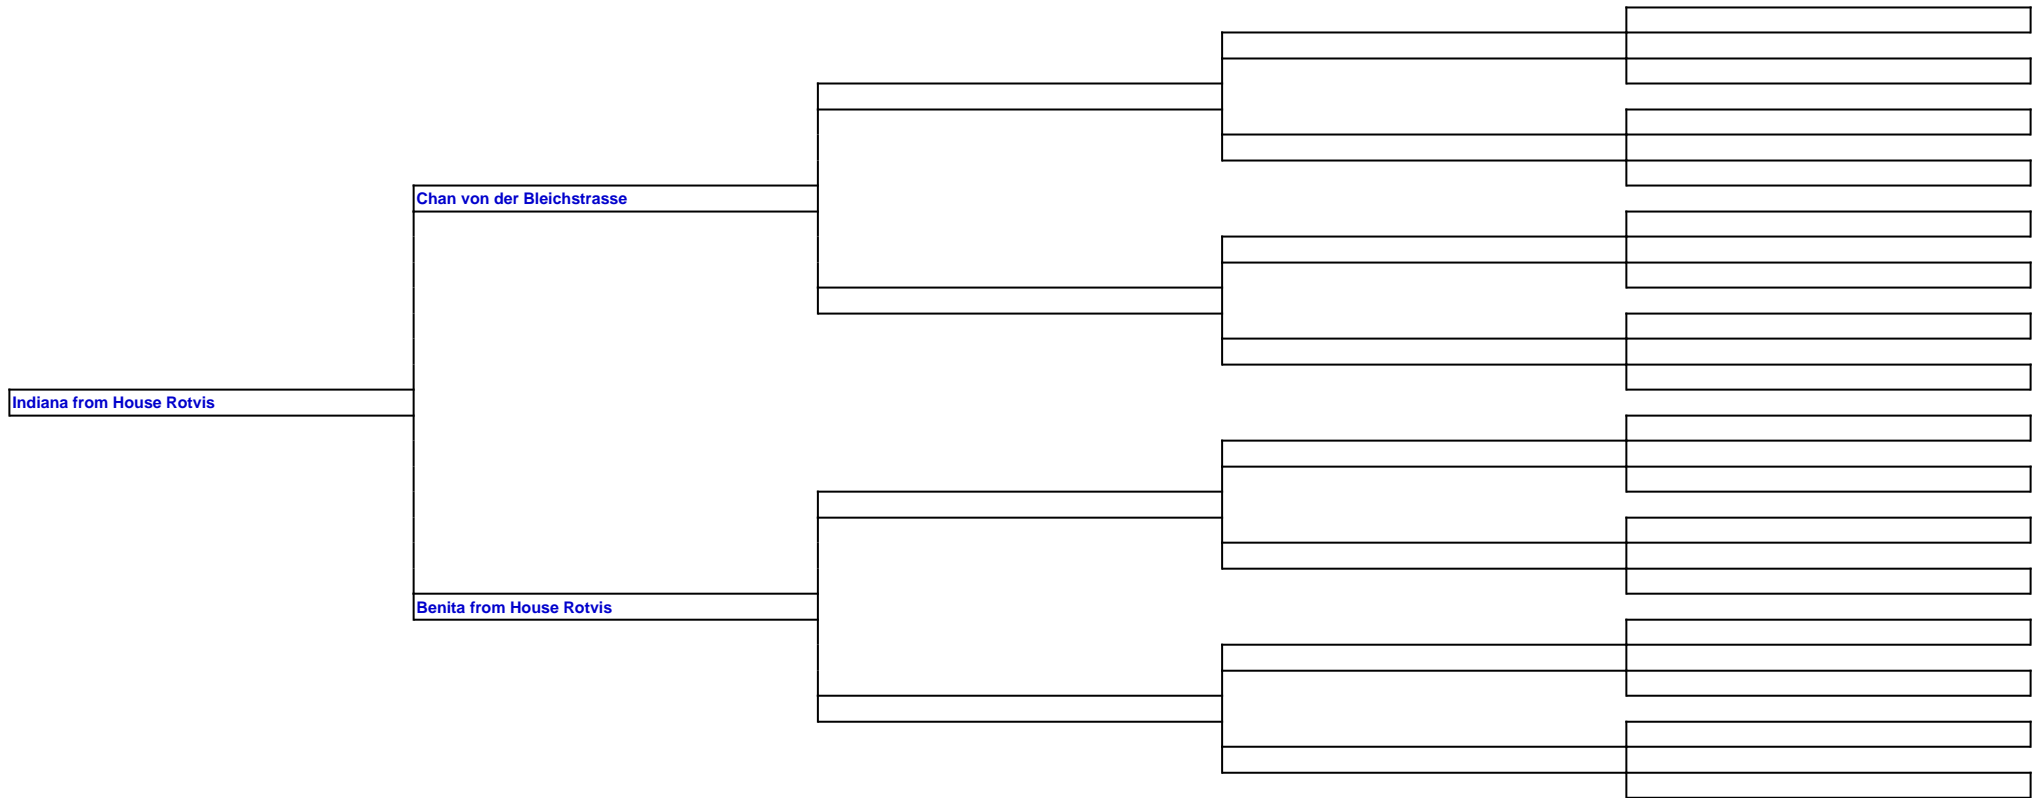 Chan von der Bleichstrasse
Indiana from House Rotvis
Benita from House Rotvis